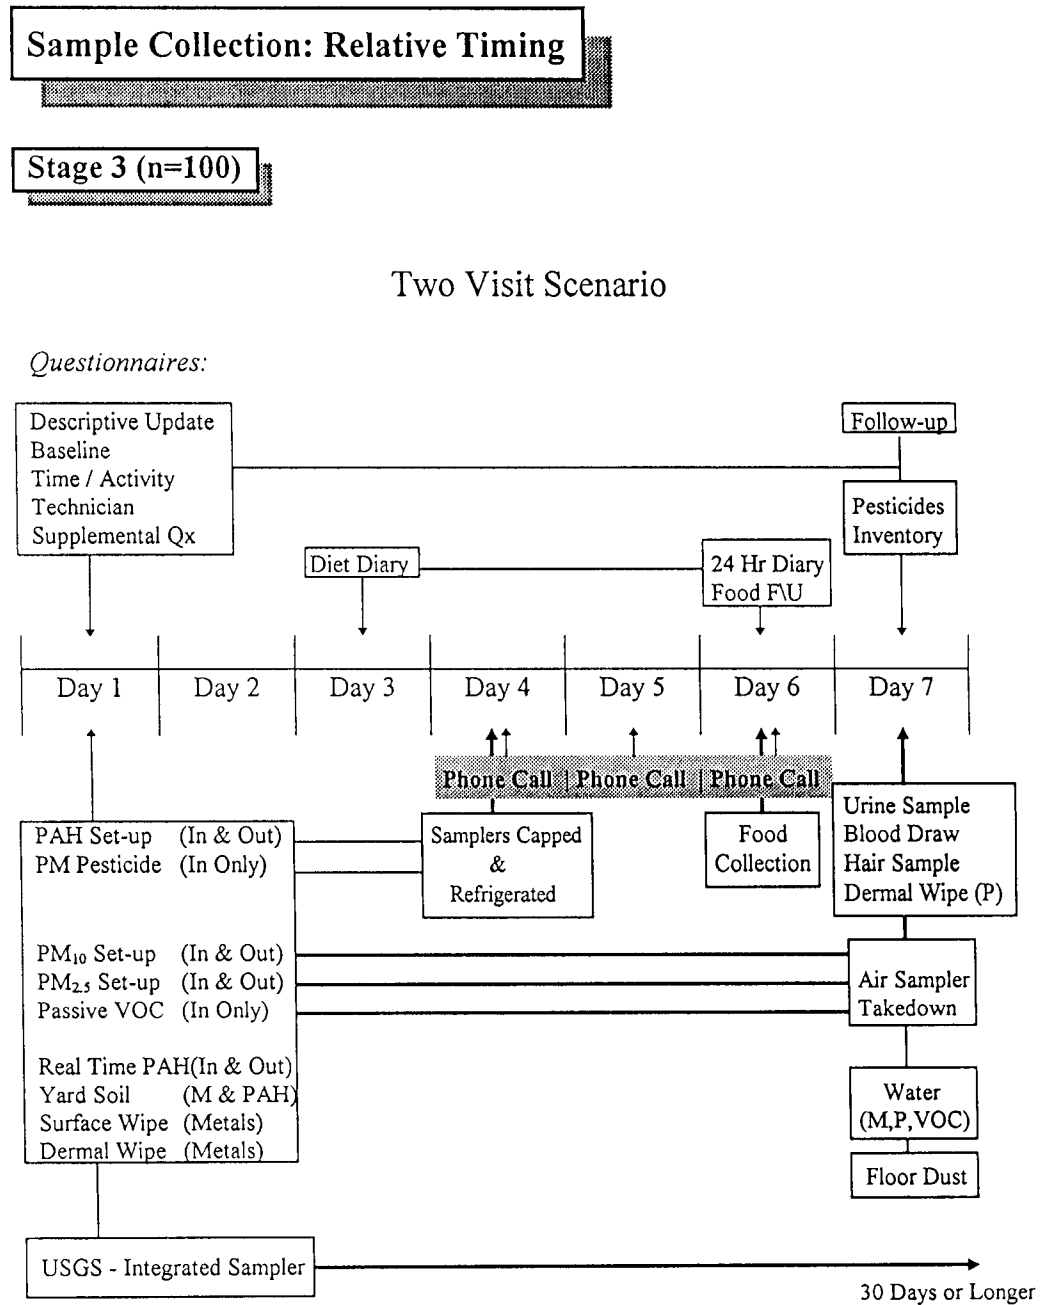 Sample Collection: Relative Timing
Stage 3 (n=100)
Two Visit Scenario
Questionnaires:
Descriptive Update
Baseline
Time / Activity
Technician
Supplemental Qx
Follow-up
Pesticides
Inventory
Diet Diary
24 Hr Diary
Food F\U
Day 1
Day 2
Day 3
Day 4
Day 5
Day 6
Day 7
Phone Call | Phone Call | Phone Call
PAH Set-up (In & Out)
PM Pesticide (In Only)
PM10 Set-up (In & Out)
PM2.5 Set-up (In & Out)
Passive VOC (In Only)
Real Time PAH(In & Out)
Yard Soil (M & PAH)
Surface Wipe (Metals)
Dermal Wipe (Metals)
Samplers Capped
&
Refrigerated
Food
Collection
Urine Sample
Blood Draw
Hair Sample
Dermal Wipe (P)
Air Sampler
Takedown
Water
(M,P,VOC)
Floor Dust
USGS - Integrated Sampler
30 Days or Longer